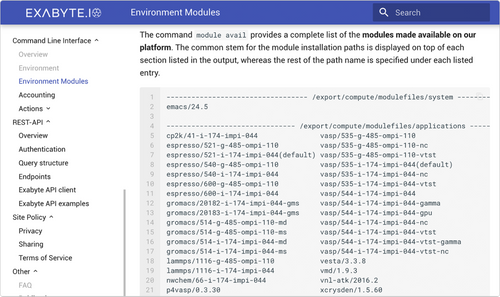 EXABYTE.IO
Environment Modules
Search
Command Line Interface
Overview
Environment
Environment Modules
Accounting
Actions
REST-API
Overview
Authentication
Query structure
Endpoints
Exabyte API client
Exabyte API examples
Site Policy
Privacy
Sharing
Terms of Service
Other
FAQ
The command module avail provides a complete list of the modules made available on our
platform. The common stem for the module installation paths is displayed on top of each
section listed in the output, whereas the rest of the path name is specified under each listed
entry.
1 -------------------------------- /export/compute/modulefiles/system --------
2 emacs/24.5
3
4 ----------------------------- /export/compute/modulefiles/applications ------
5 cp2k/41-i-174-impi-044 vasp/535-g-485-ompi-110
6 espresso/521-g-485-ompi-110 vasp/535-g-485-ompi-110-nc
7 espresso/521-i-174-impi-044(default) vasp/535-g-485-ompi-110-vtst
8 espresso/540-g-485-ompi-110 vasp/535-i-174-impi-044(default)
9 espresso/540-i-174-impi-044 vasp/535-i-174-impi-044-nc
10 espresso/600-g-485-ompi-110 vasp/535-i-174-impi-044-vtst
11 espresso/600-i-174-impi-044 vasp/544-i-174-impi-044
12 gromacs/20182-i-174-impi-044-gms vasp/544-i-174-impi-044-gamma
13 gromacs/20183-i-174-impi-044-gms vasp/544-i-174-impi-044-gpu
14 gromacs/514-g-485-ompi-110-md vasp/544-i-174-impi-044-nc
15 gromacs/514-g-485-ompi-110-ms vasp/544-i-174-impi-044-vtst
16 gromacs/514-i-174-impi-044-md vasp/544-i-174-impi-044-vtst-gamma
17 gromacs/514-i-174-impi-044-ms vasp/544-i-174-impi-044-vtst-nc
18 lammps/1116-g-485-ompi-110 vesta/3.3.8
19 lammps/1116-i-174-impi-044 vmd/1.9.3
20 nwchem/66-i-174-impi-044 vnl-atk/2016.2
21 p4vasp/0.3.30 xcrysden/1.5.60